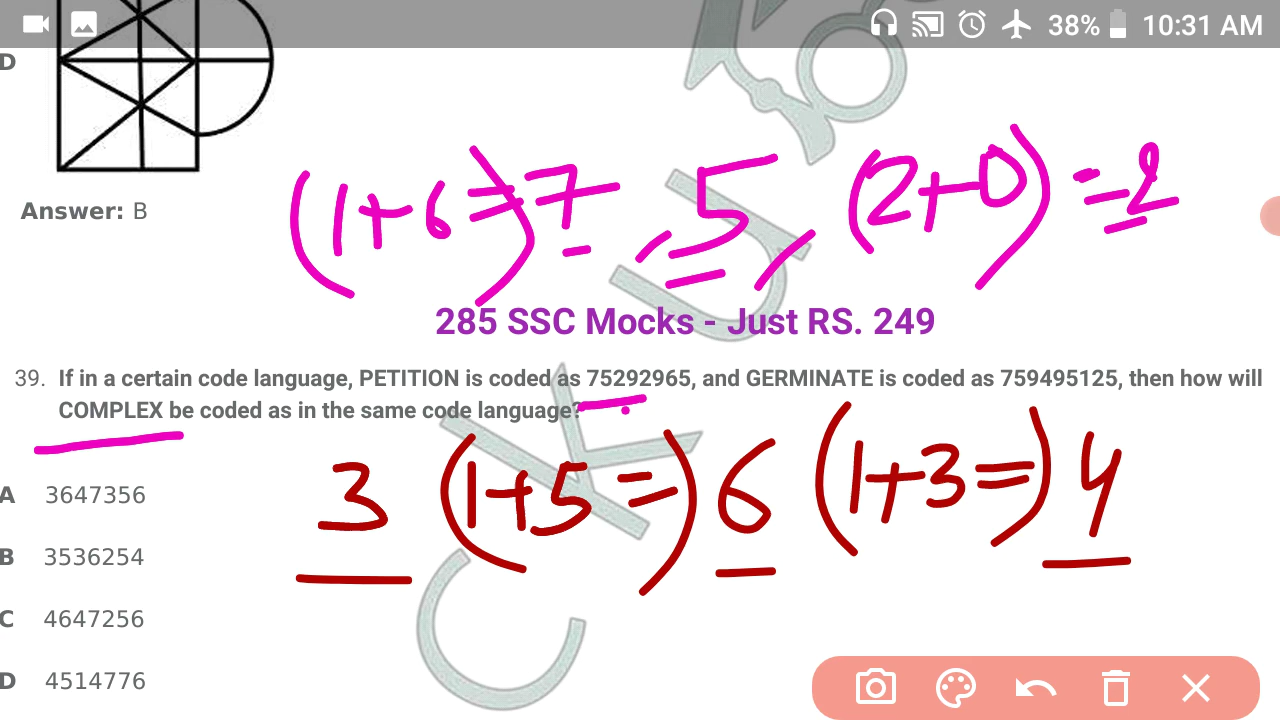 38% 10:31 AM
D
Answer: B
(1+6=)7, 5, (2+0)=2
285 SSC Mocks - Just RS. 249
39. If in a certain code language, PETITION is coded as 75292965, and GERMINATE is coded as 759495125, then how will
COMPLEX be coded as in the same code language?
3 (1+5=) 6 (1+3=) 4
A 3647356
B 3536254
C 4647256
D 4514776